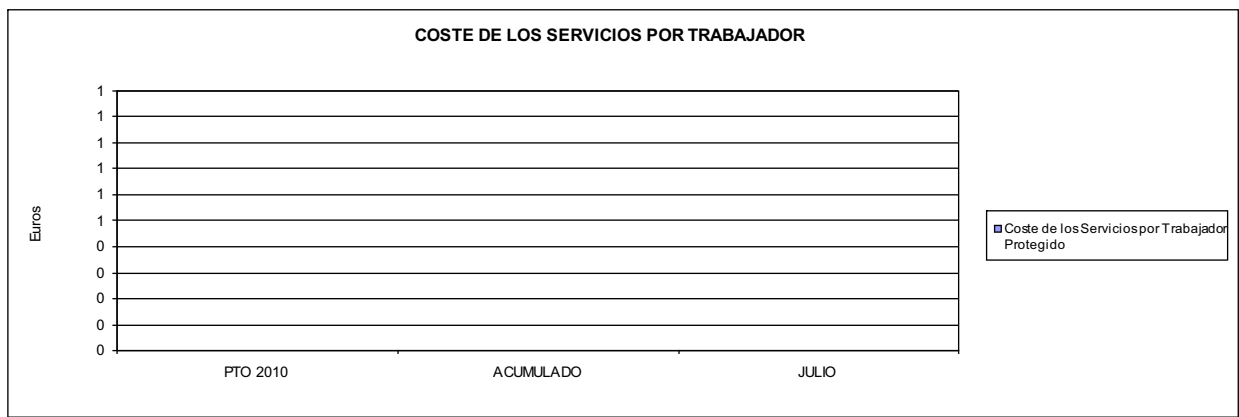 COSTE DE LOS SERVICIOS POR TRABAJADOR
1
1
1
1
1
1
0
0
0
0
0
Euros
PTO 2010
ACUMULADO
JULIO
Coste de los Servicios por Trabajador
Protegido